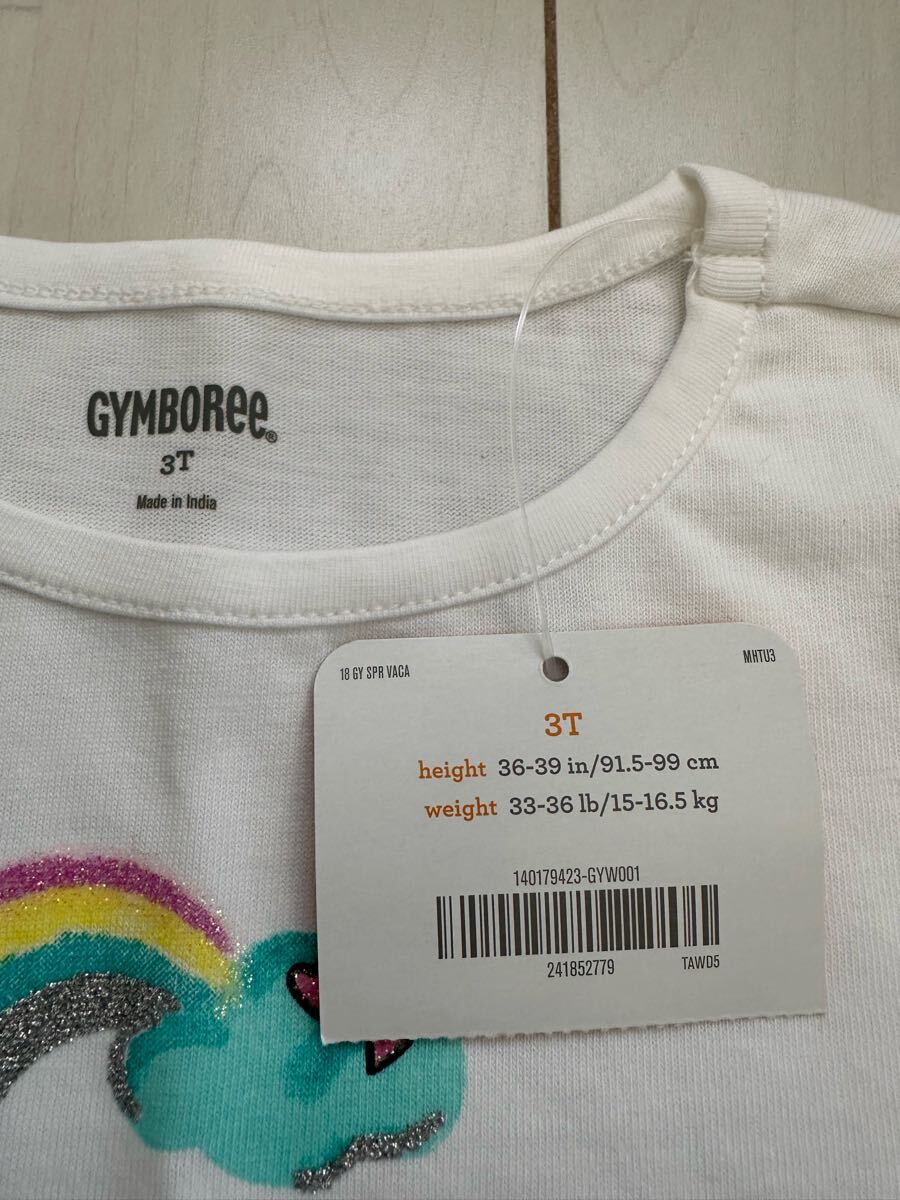 GYMBOREE®
3T
Made in India
18 GY SPR VACA
MHTU3
3T
height 36-39 in/91.5-99 cm
weight 33-36 lb/15-16.5 kg
140179423-GYW001
241852779
TAWD5